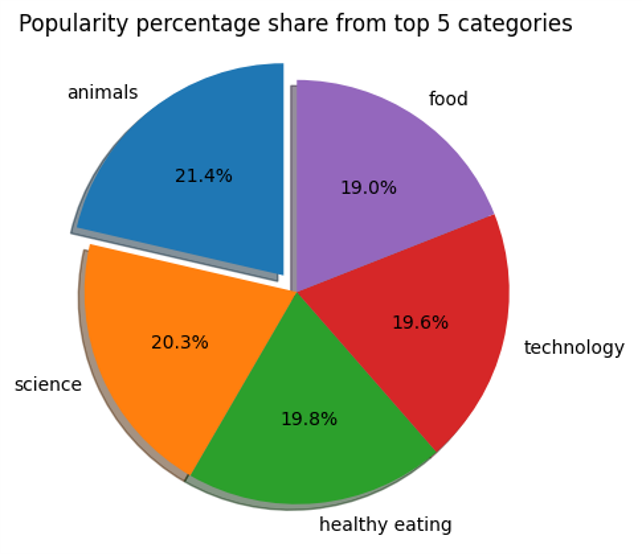 Popularity percentage share from top 5 categories
animals
food
21.4%
19.0%
19.6%
technology
20.3%
science
19.8%
healthy eating